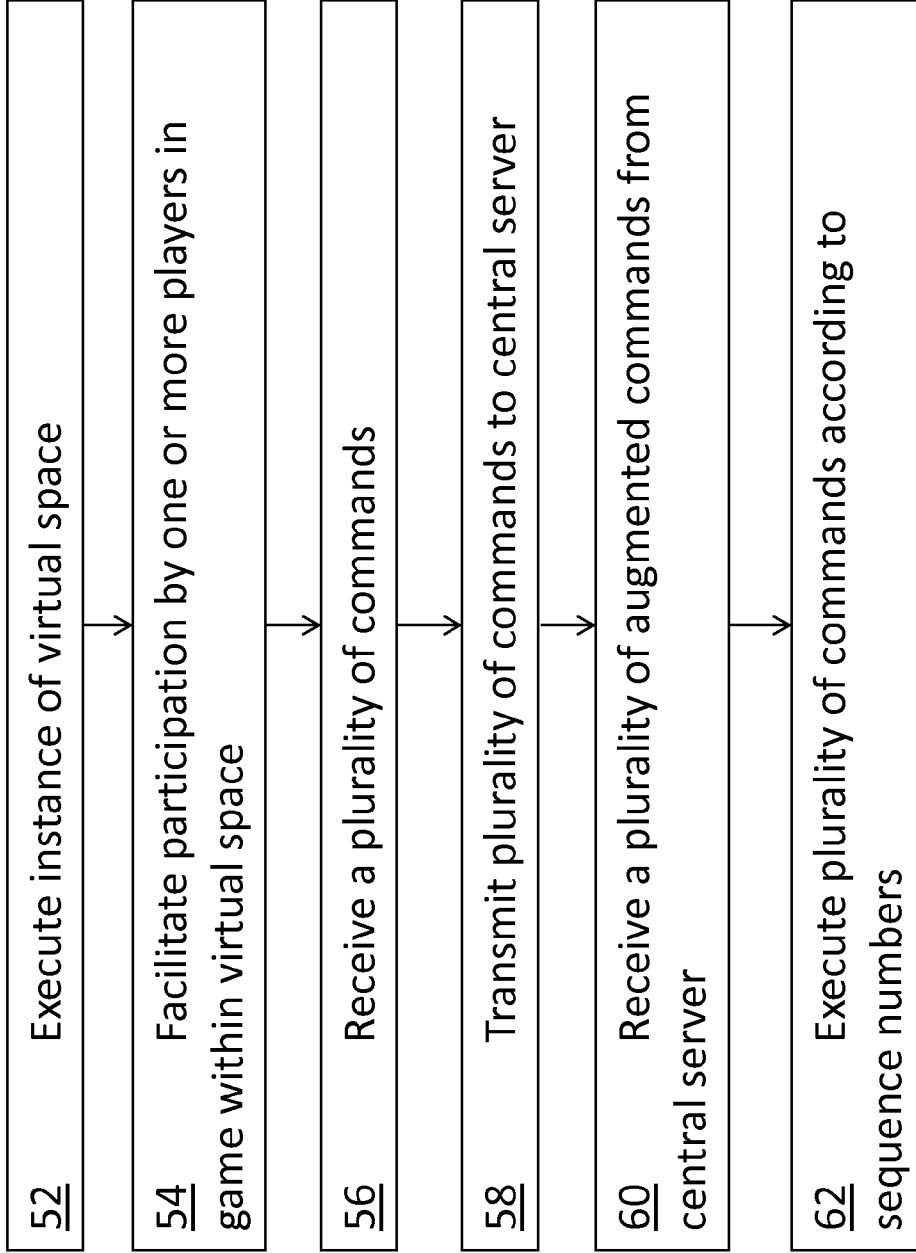 52 Execute instance of virtual space
54 Facilitate participation by one or more players in
game within virtual space
56 Receive a plurality of commands
58 Transmit plurality of commands to central server
60 Receive a plurality of augmented commands from
central server
62 Execute plurality of commands according to
sequence numbers